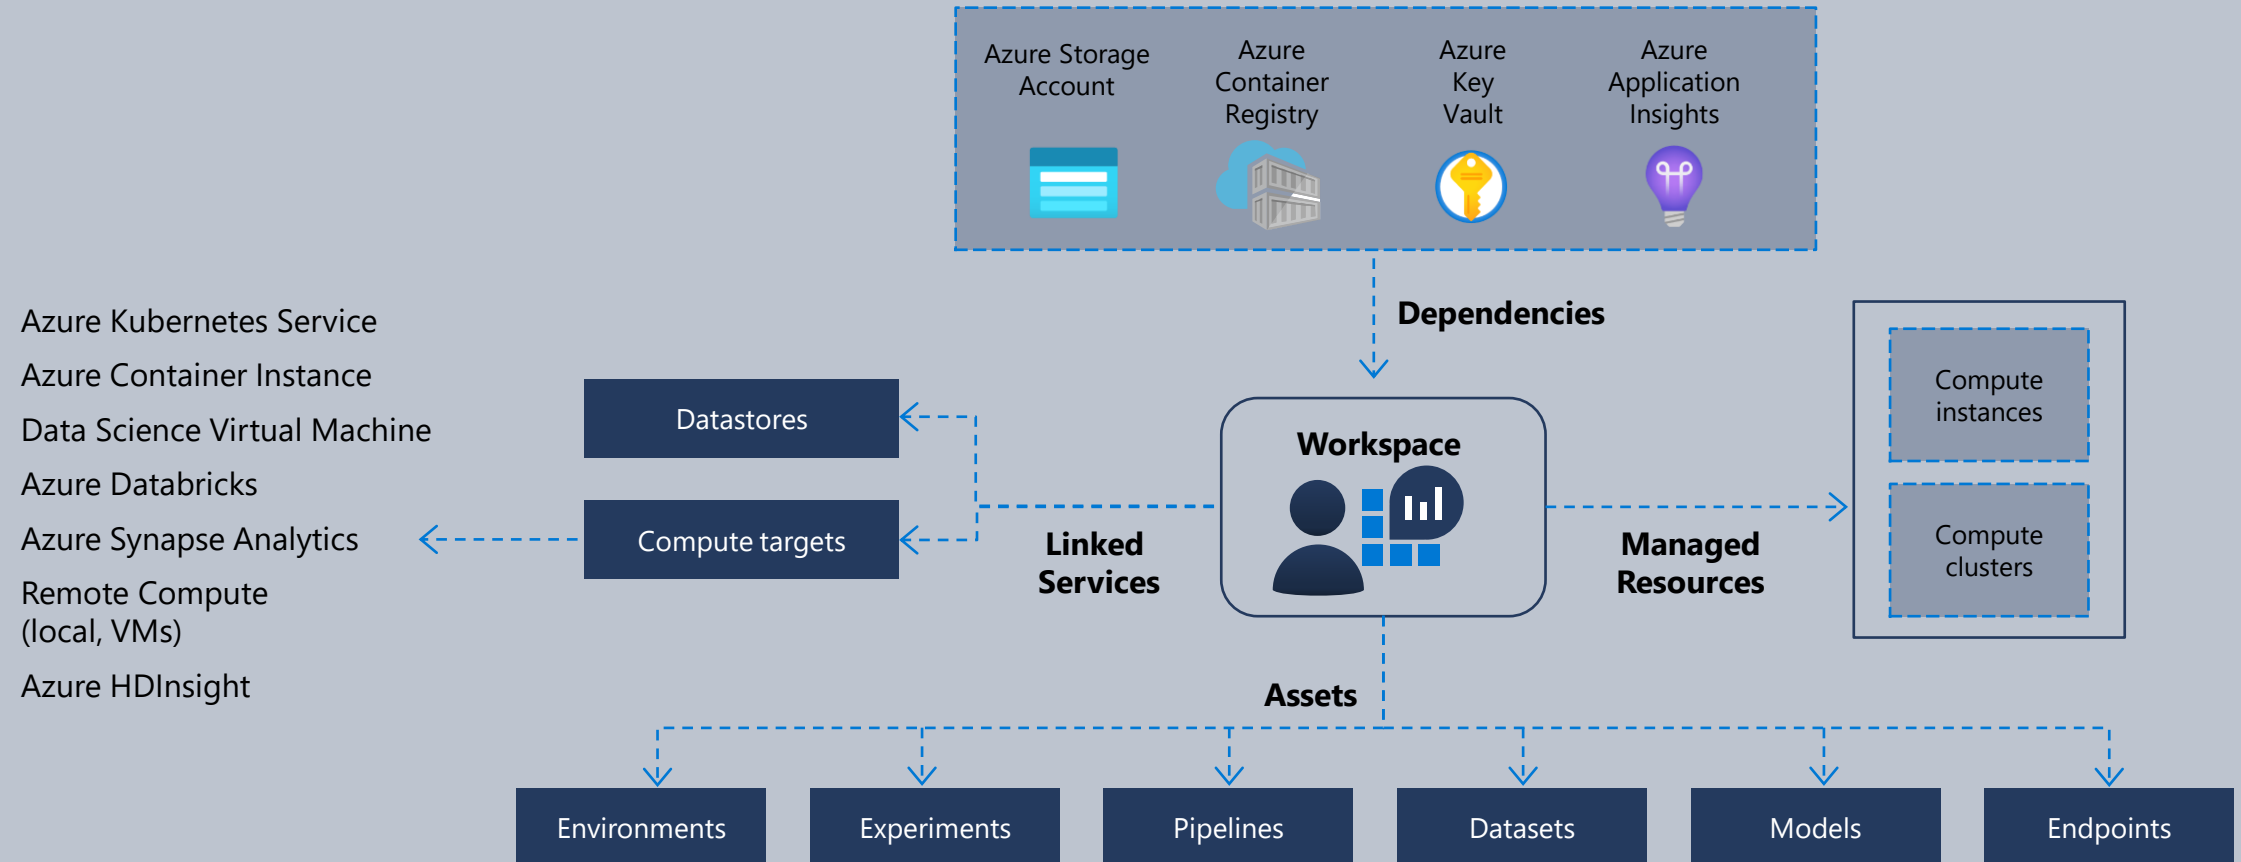 Azure Storage
Account
Azure
Container
Registry
Azure
Key
Vault
Azure
Application
Insights
Dependencies
Azure Kubernetes Service
Azure Container Instance
Data Science Virtual Machine
Azure Databricks
Azure Synapse Analytics
Remote Compute
(local, VMs)
Azure HDInsight
Datastores
Compute targets
Linked
Services
Workspace
Managed
Resources
Compute
instances
Compute
clusters
Assets
Environments
Experiments
Pipelines
Datasets
Models
Endpoints